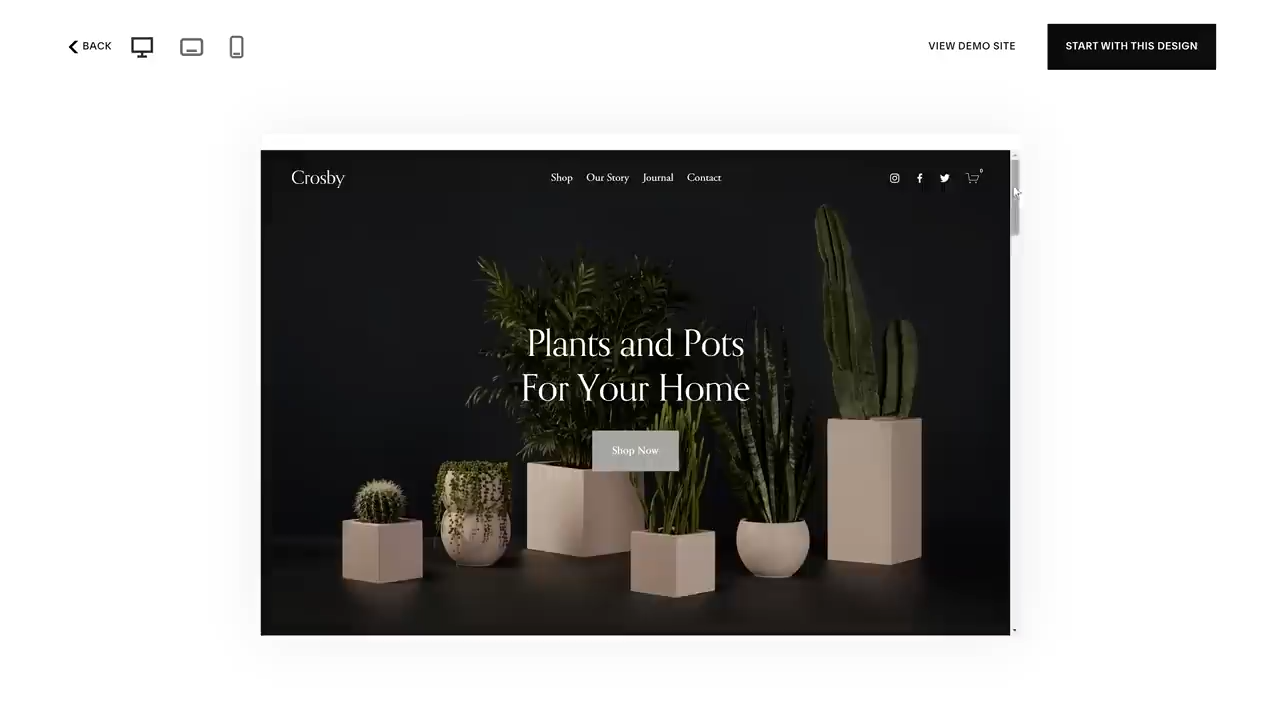 BACK
VIEW DEMO SITE
START WITH THIS DESIGN
Crosby
Shop
Our Story
Journal
Contact
0
Plants and Pots
For Your Home
Shop Now